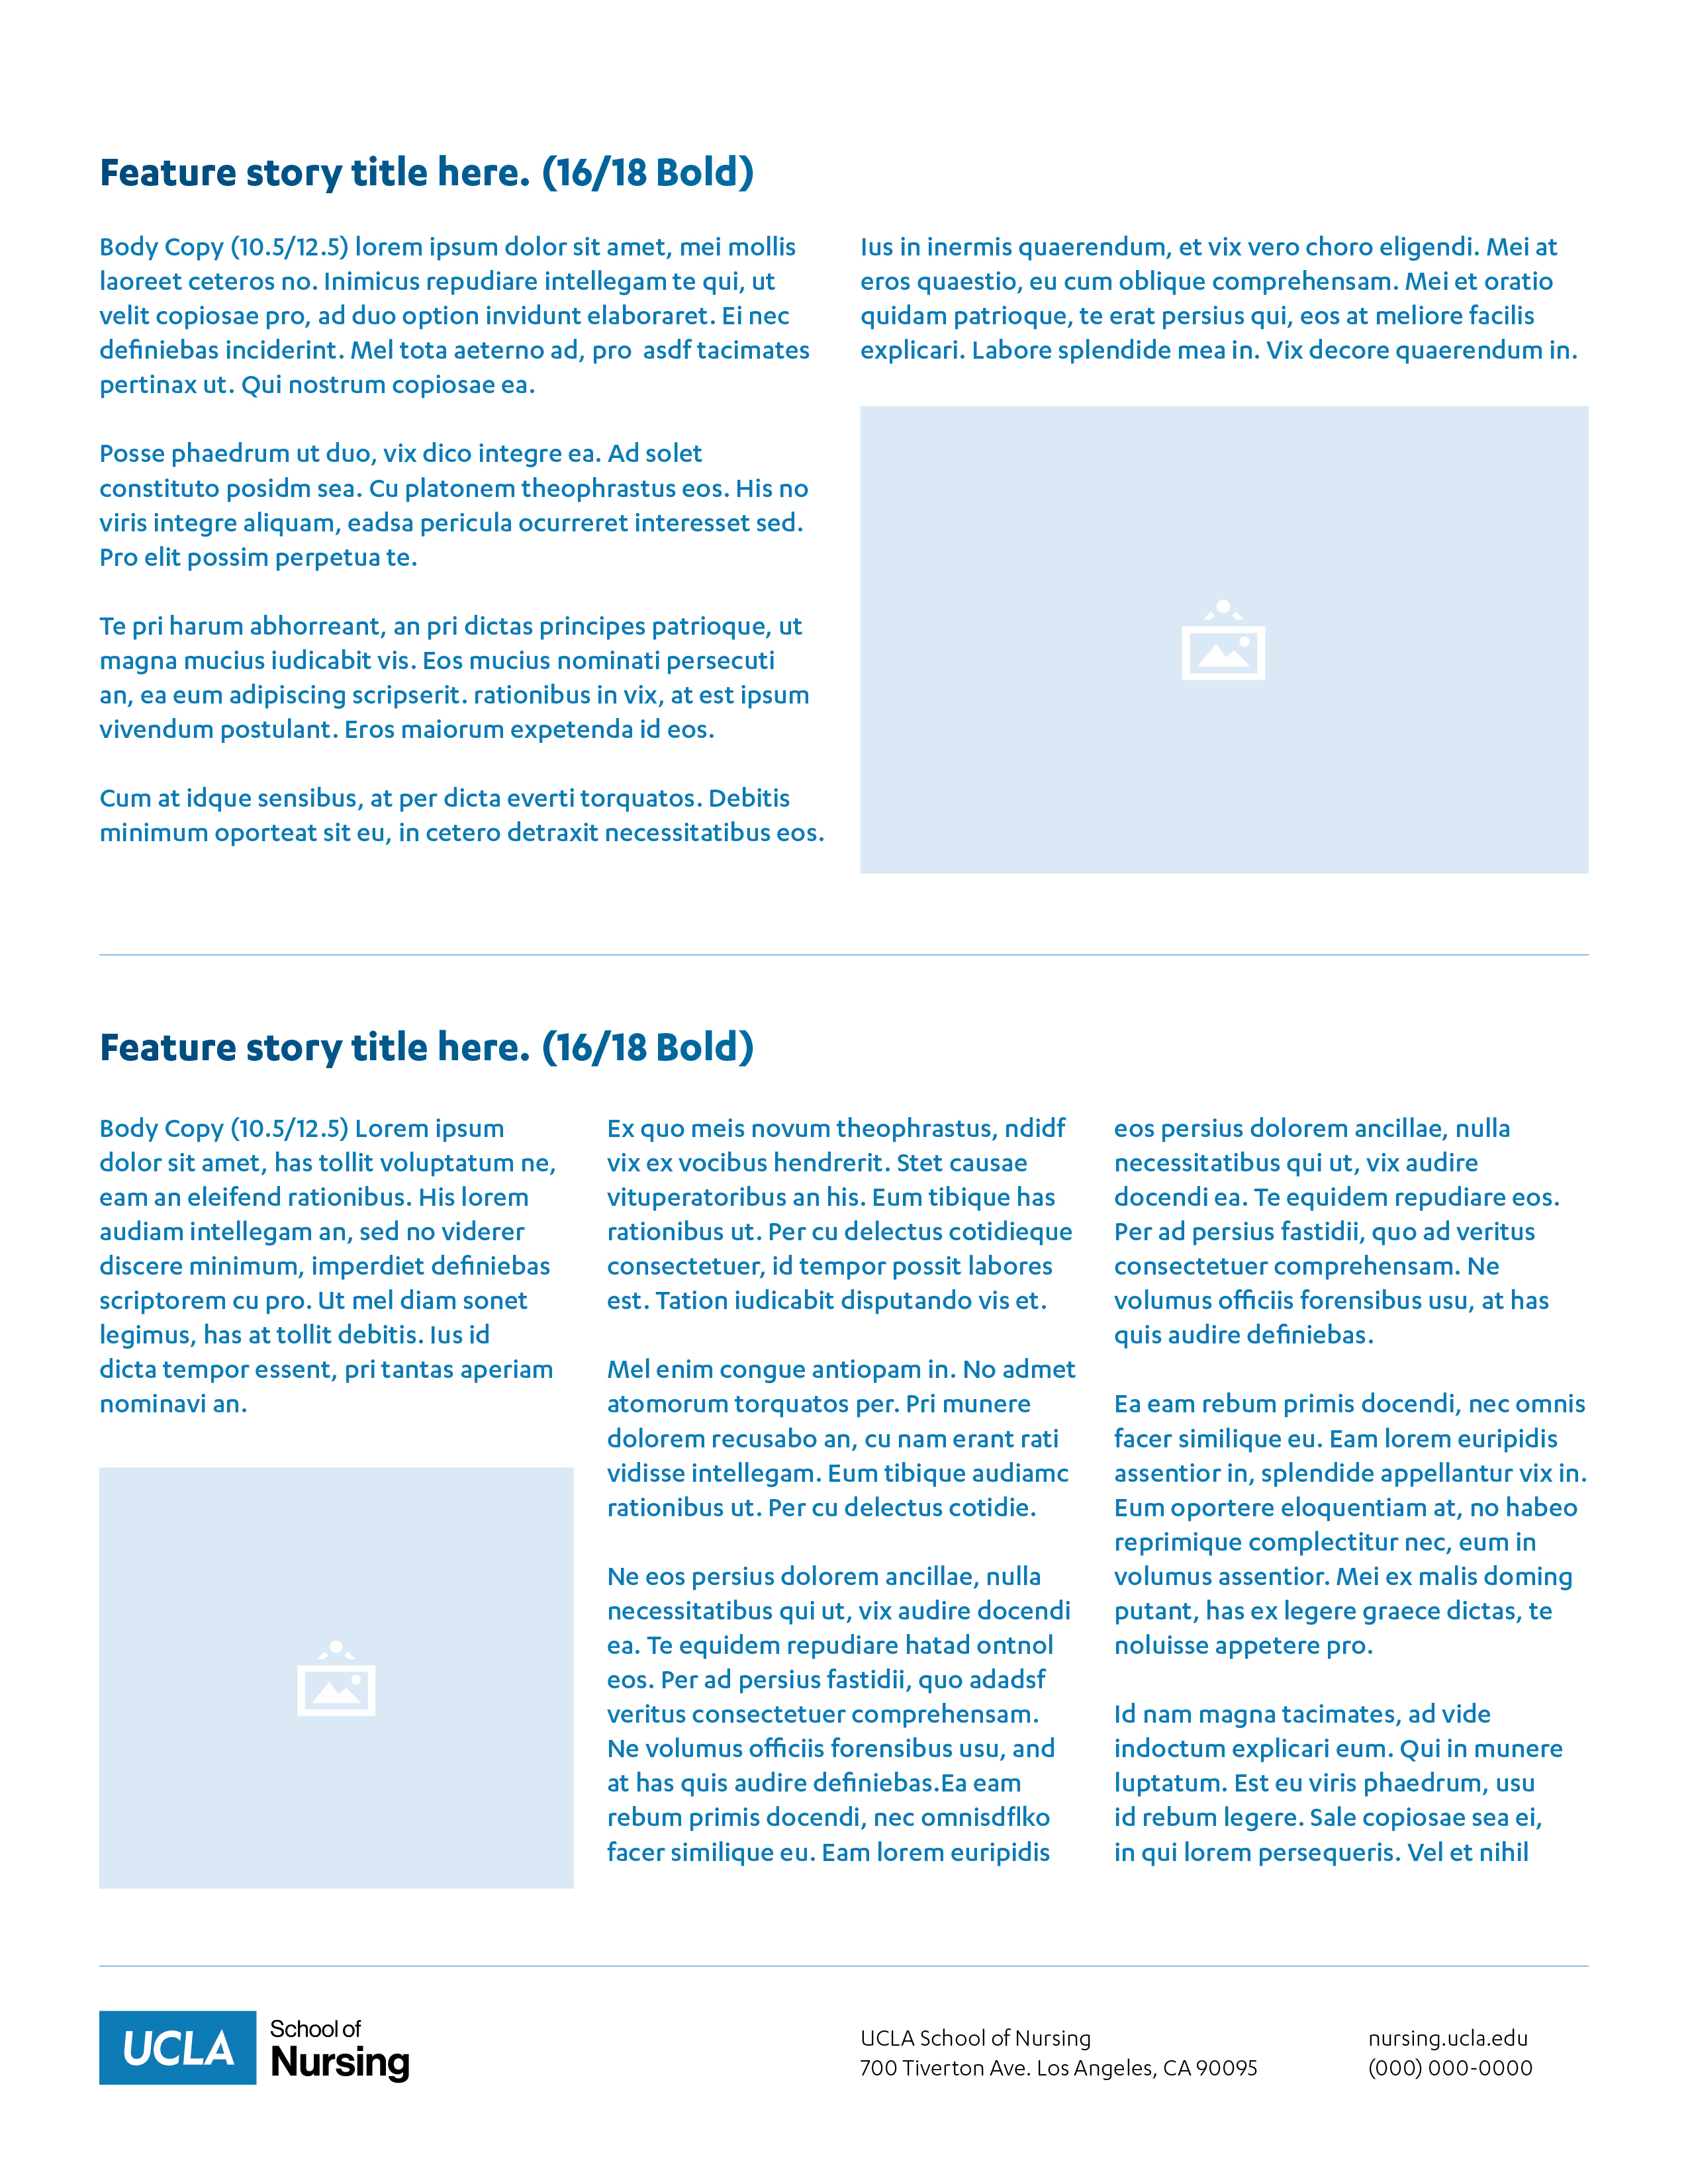 Feature story title here. (16/18 Bold)
Body Copy (10.5/12.5) lorem ipsum dolor sit amet, mei mollis
laoreet ceteros no. Inimicus repudiare intellegam te qui, ut
velit copiosae pro, ad duo option invidunt elaboraret. Ei nec
definiebas inciderint. Mel tota aeterno ad, pro  asdf tacimates
pertinax ut. Qui nostrum copiosae ea.
Posse phaedrum ut duo, vix dico integre ea. Ad solet
constituto posidm sea. Cu platonem theophrastus eos. His no
viris integre aliquam, eadsa pericula ocurreret interesset sed.
Pro elit possim perpetua te.
Te pri harum abhorreant, an pri dictas principes patrioque, ut
magna mucius iudicabit vis. Eos mucius nominati persecuti
an, ea eum adipiscing scripserit. rationibus in vix, at est ipsum
vivendum postulant. Eros maiorum expetenda id eos.
Cum at idque sensibus, at per dicta everti torquatos. Debitis
minimum oporteat sit eu, in cetero detraxit necessitatibus eos.
Ius in inermis quaerendum, et vix vero choro eligendi. Mei at
eros quaestio, eu cum oblique comprehensam. Mei et oratio
quidam patrioque, te erat persius qui, eos at meliore facilis
explicari. Labore splendide mea in. Vix decore quaerendum in.
Feature story title here. (16/18 Bold)
Body Copy (10.5/12.5) Lorem ipsum
dolor sit amet, has tollit voluptatum ne,
eam an eleifend rationibus. His lorem
audiam intellegam an, sed no viderer
discere minimum, imperdiet definiebas
scriptorem cu pro. Ut mel diam sonet
legimus, has at tollit debitis. Ius id
dicta tempor essent, pri tantas aperiam
nominavi an.
Ex quo meis novum theophrastus, ndidf
vix ex vocibus hendrerit. Stet causae
vituperatoribus an his. Eum tibique has
rationibus ut. Per cu delectus cotidieque
consectetuer, id tempor possit labores
est. Tation iudicabit disputando vis et.
Mel enim congue antiopam in. No admet
atomorum torquatos per. Pri munere
dolorem recusabo an, cu nam erant rati
vidisse intellegam. Eum tibique audiamc
rationibus ut. Per cu delectus cotidie.
Ne eos persius dolorem ancillae, nulla
necessitatibus qui ut, vix audire docendi
ea. Te equidem repudiare hatad ontnol
eos. Per ad persius fastidii, quo adadsf
veritus consectetuer comprehensam.
Ne volumus officiis forensibus usu, and
at has quis audire definiebas.Ea eam
rebum primis docendi, nec omnisdflko
facer similique eu. Eam lorem euripidis
eos persius dolorem ancillae, nulla
necessitatibus qui ut, vix audire
docendi ea. Te equidem repudiare eos.
Per ad persius fastidii, quo ad veritus
consectetuer comprehensam. Ne
volumus officiis forensibus usu, at has
quis audire definiebas.
Ea eam rebum primis docendi, nec omnis
facer similique eu. Eam lorem euripidis
assentior in, splendide appellantur vix in.
Eum oportere eloquentiam at, no habeo
reprimique complectitur nec, eum in
volumus assentior. Mei ex malis doming
putant, has ex legere graece dictas, te
noluisse appetere pro.
Id nam magna tacimates, ad vide
indoctum explicari eum. Qui in munere
luptatum. Est eu viris phaedrum, usu
id rebum legere. Sale copiosae sea ei,
in qui lorem persequeris. Vel et nihil
UCLA
School of
Nursing
UCLA School of Nursing
700 Tiverton Ave. Los Angeles, CA 90095
nursing.ucla.edu
(000) 000-0000